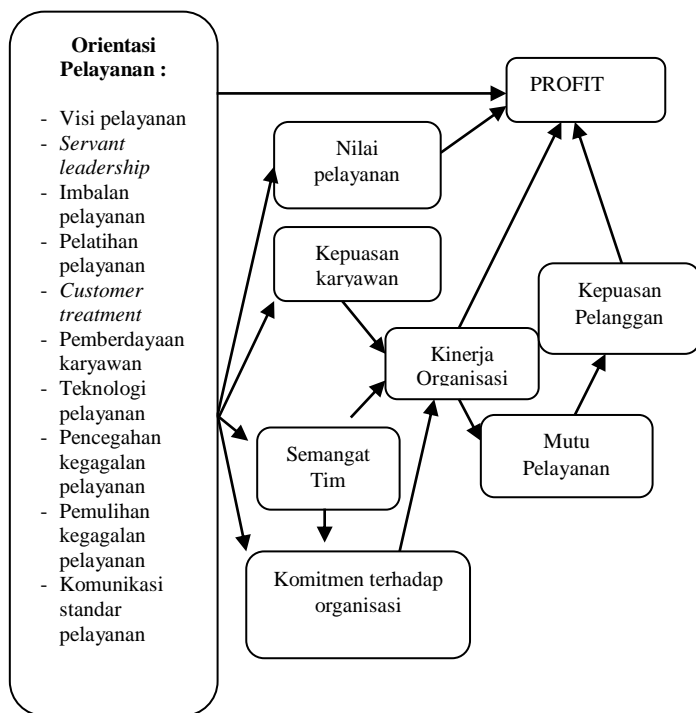 Orientasi
Pelayanan :
- Visi pelayanan
- Servant
leadership
- Imbalan
pelayanan
- Pelatihan
pelayanan
- Customer
treatment
- Pemberdayaan
karyawan
- Teknologi
pelayanan
- Pencegahan
kegagalan
pelayanan
- Pemulihan
kegagalan
pelayanan
- Komunikasi
standar
pelayanan
PROFIT
Nilai
pelayanan
Kepuasan
karyawan
Kepuasan
Pelanggan
Kinerja
Organisasi
Semangat
Tim
Mutu
Pelayanan
Komitmen terhadap
organisasi